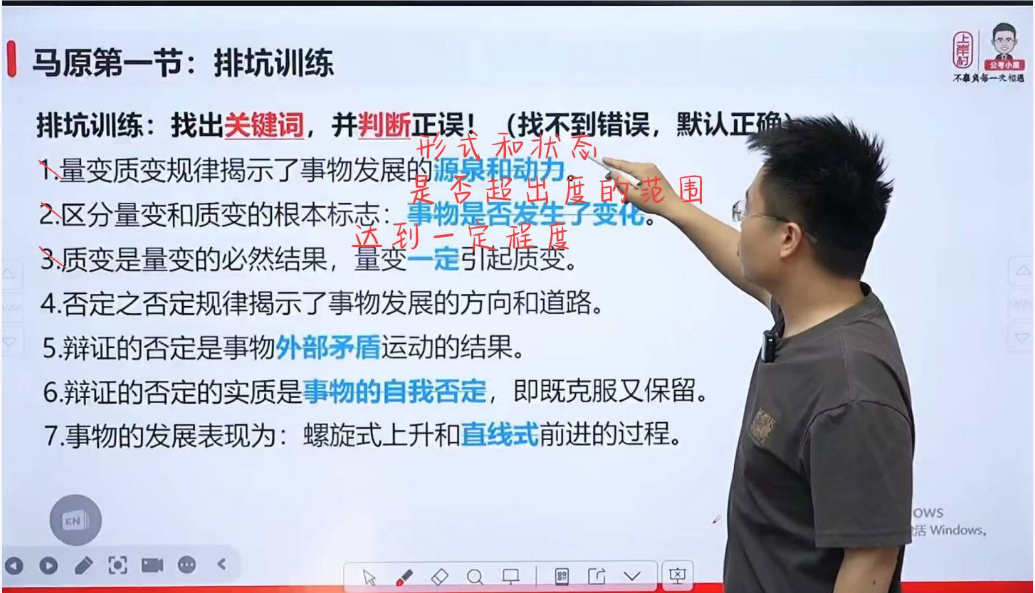 马原第一节：排坑训练
上岸村
公考小黑
不辜负每一次相遇
排坑训练：找出关键词，并判断正误！（找不到错误，默认正确）
形式和状态
1.量变质变规律揭示了事物发展的源泉和动力。
是否超出度的范围
2.区分量变和质变的根本标志：事物是否发生了变化。
达到一定程度
3.质变是量变的必然结果，量变一定引起质变。
4.否定之否定规律揭示了事物发展的方向和道路。
5.辩证的否定是事物外部矛盾运动的结果。
6.辩证的否定的实质是事物的自我否定，即既克服又保留。
7.事物的发展表现为：螺旋式上升和直线式前进的过程。
EN
ows
活 Windows。